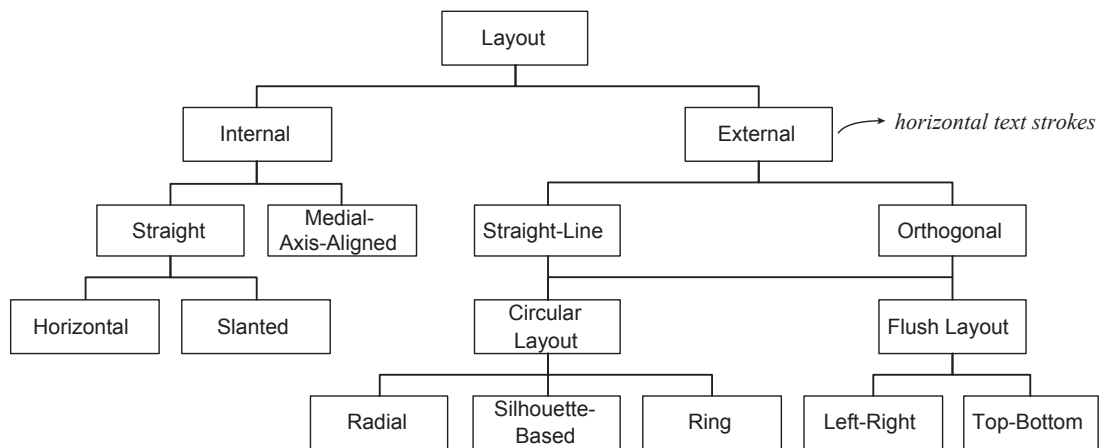 Layout
Internal
External
horizontal text strokes
Straight
Medial-
Axis-Aligned
Straight-Line
Orthogonal
Horizontal
Slanted
Circular
Layout
Flush Layout
Radial
Silhouette-
Based
Ring
Left-Right
Top-Bottom